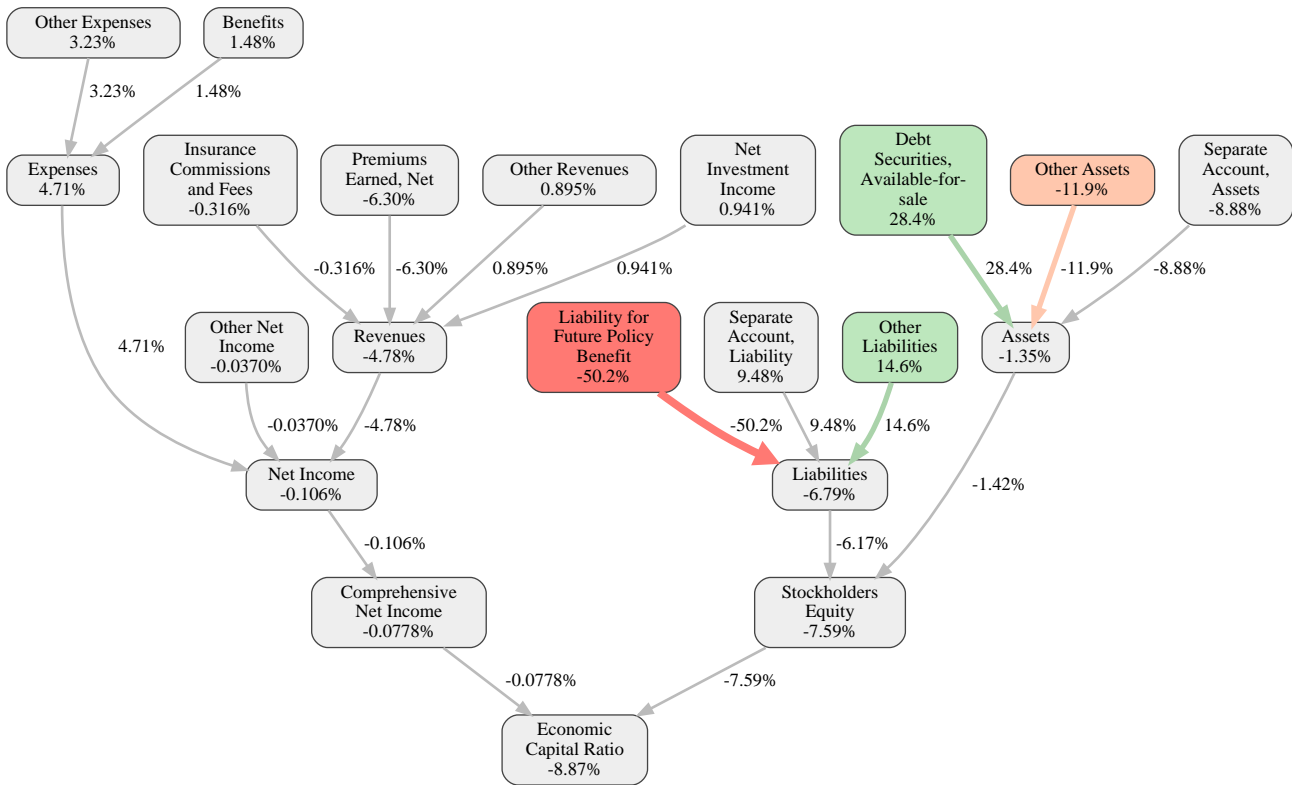 Other Expenses
3.23%
Benefits
1.48%
3.23%
1.48%
Expenses
4.71%
Insurance
Commissions
and Fees
-0.316%
Premiums
Earned, Net
-6.30%
Other Revenues
0.895%
Net
Investment
Income
0.941%
Debt
Securities,
Available-for-
sale
28.4%
Other Assets
-11.9%
Separate
Account,
Assets
-8.88%
-0.316%
-6.30%
0.895%
0.941%
28.4%
-11.9%
-8.88%
4.71%
Other Net
Income
-0.0370%
Revenues
-4.78%
Liability for
Future Policy
Benefit
-50.2%
Separate
Account,
Liability
9.48%
Other
Liabilities
14.6%
Assets
-1.35%
-0.0370%
-4.78%
-50.2%
9.48%
14.6%
-1.42%
Net Income
-0.106%
Liabilities
-6.79%
-0.106%
-6.17%
Comprehensive
Net Income
-0.0778%
Stockholders
Equity
-7.59%
-0.0778%
-7.59%
Economic
Capital Ratio
-8.87%